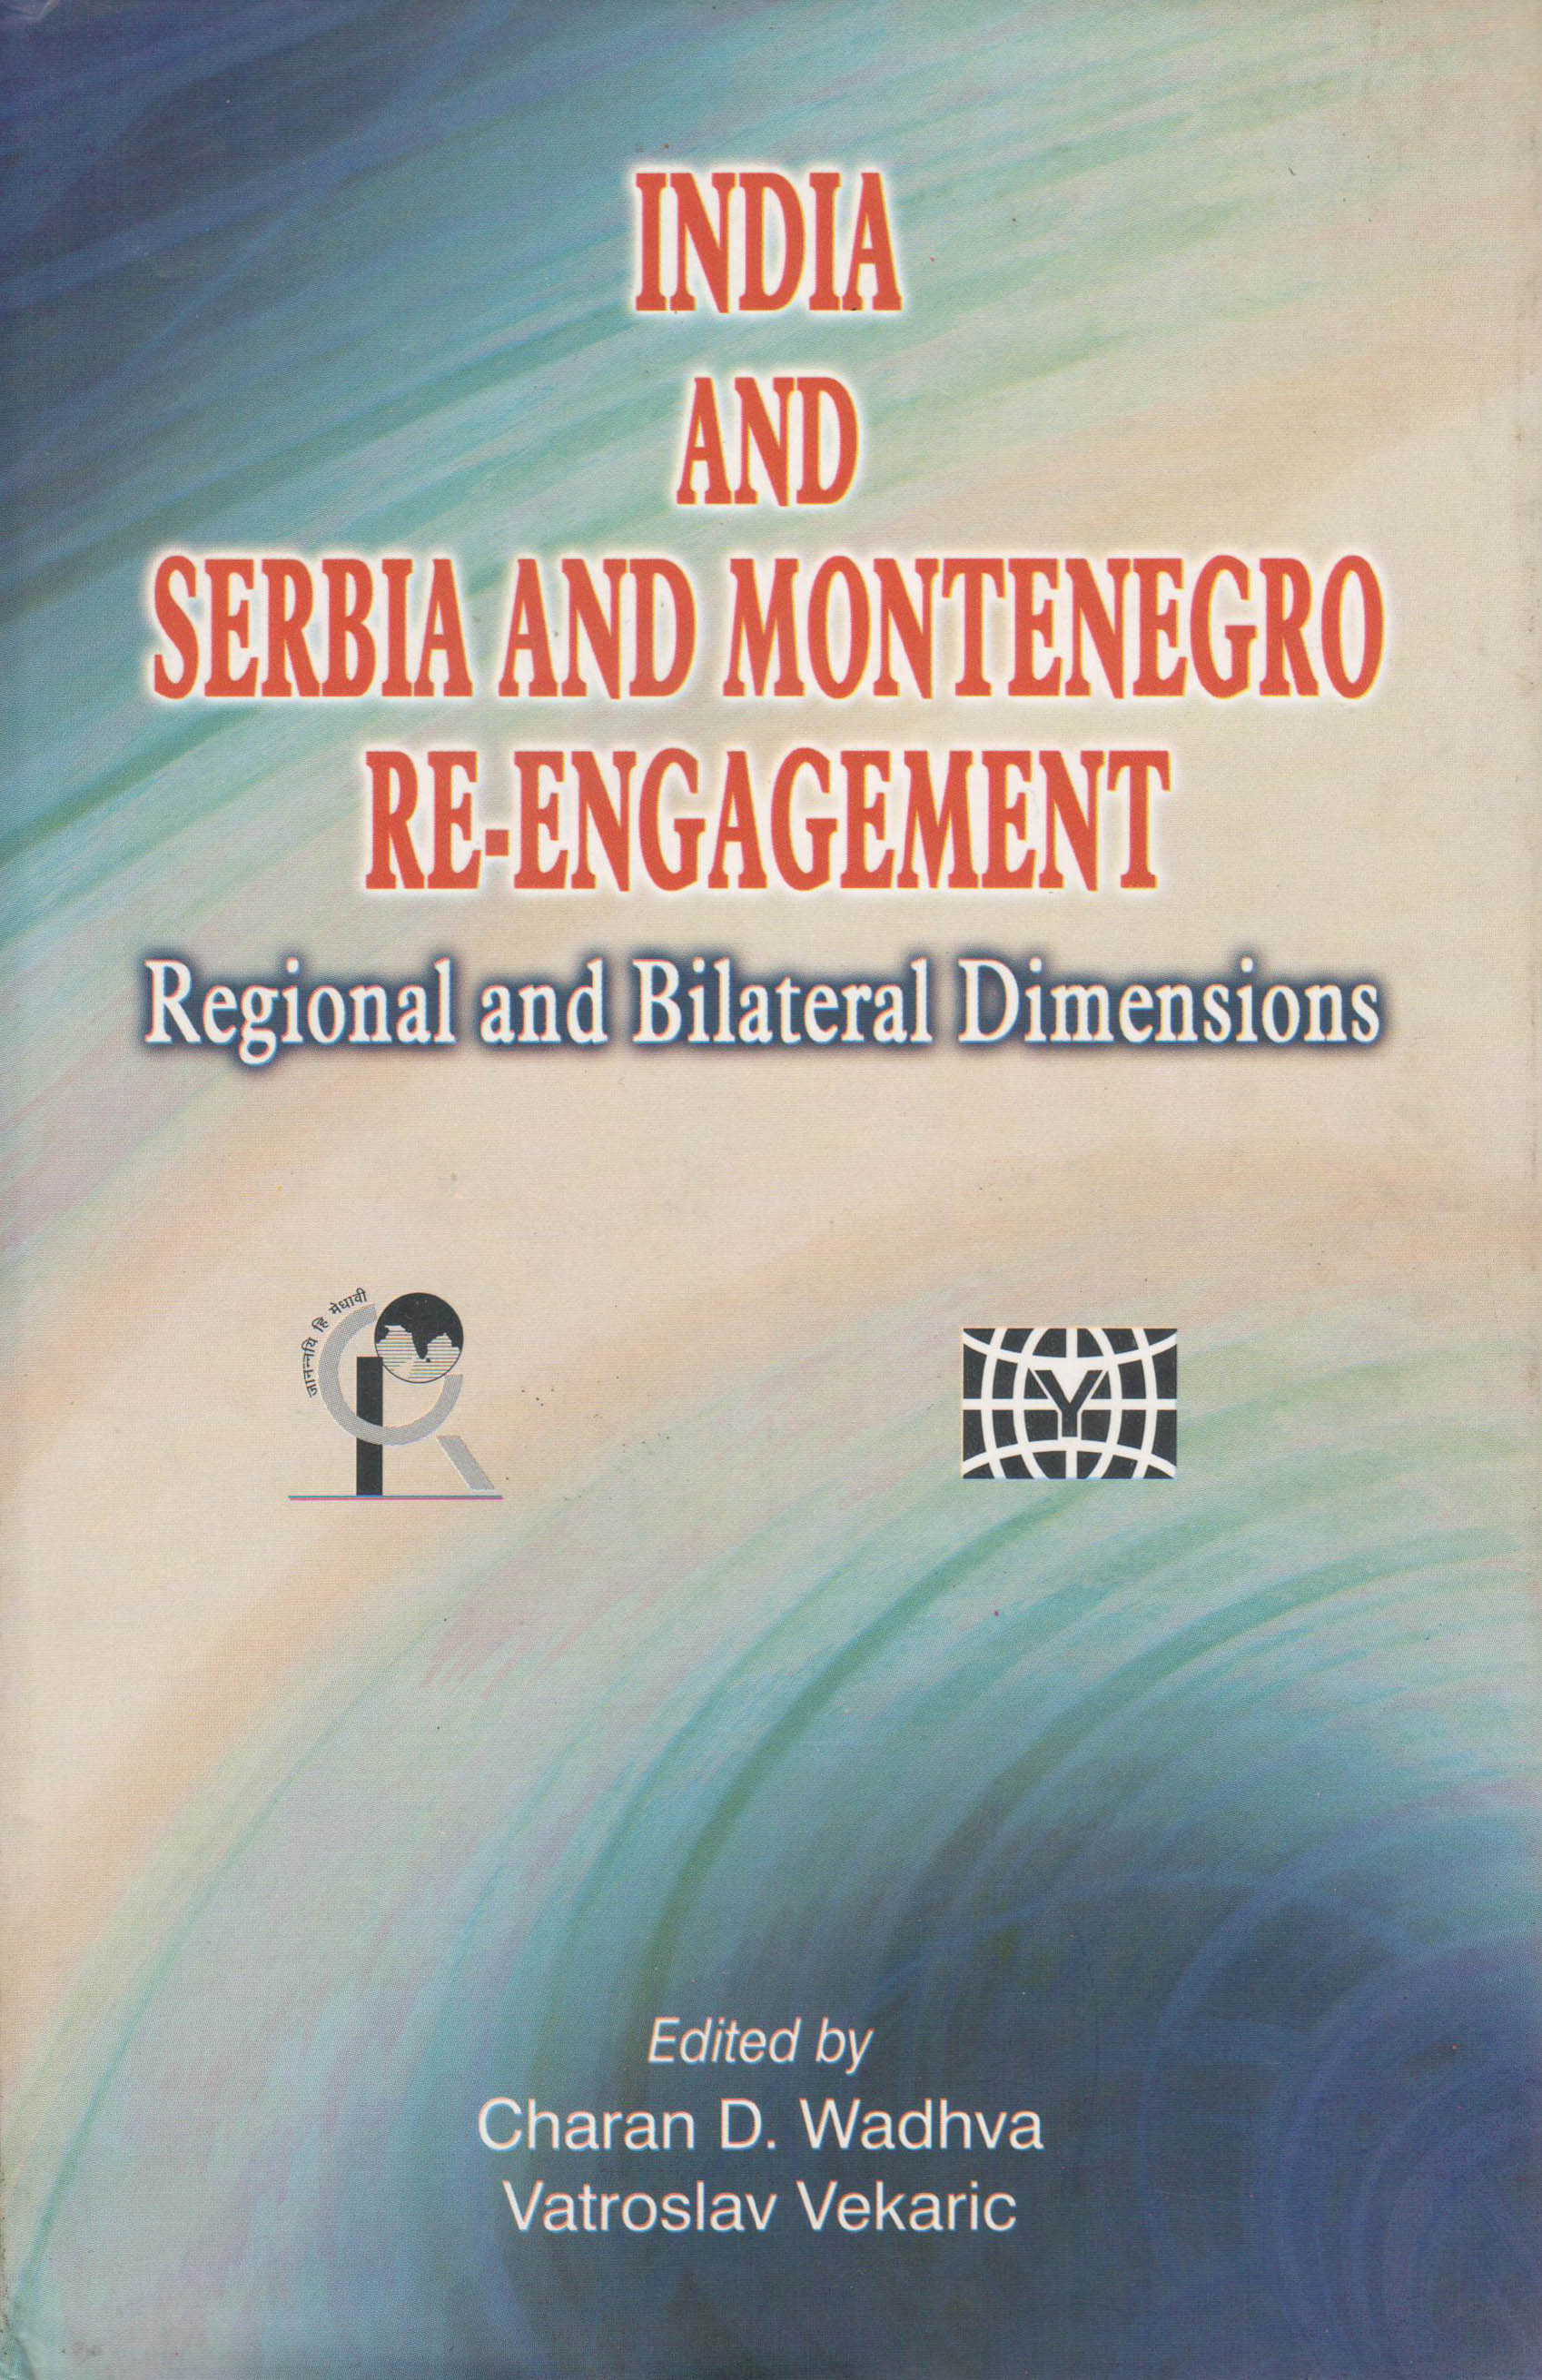 INDIA
AND
SERBIA AND MONTENEGRO
RE-ENGAGEMENT
Regional and Bilateral Dimensions
हि मेधावी
Y
Edited by
Charan D. Wadhva
Vatroslav Vekaric